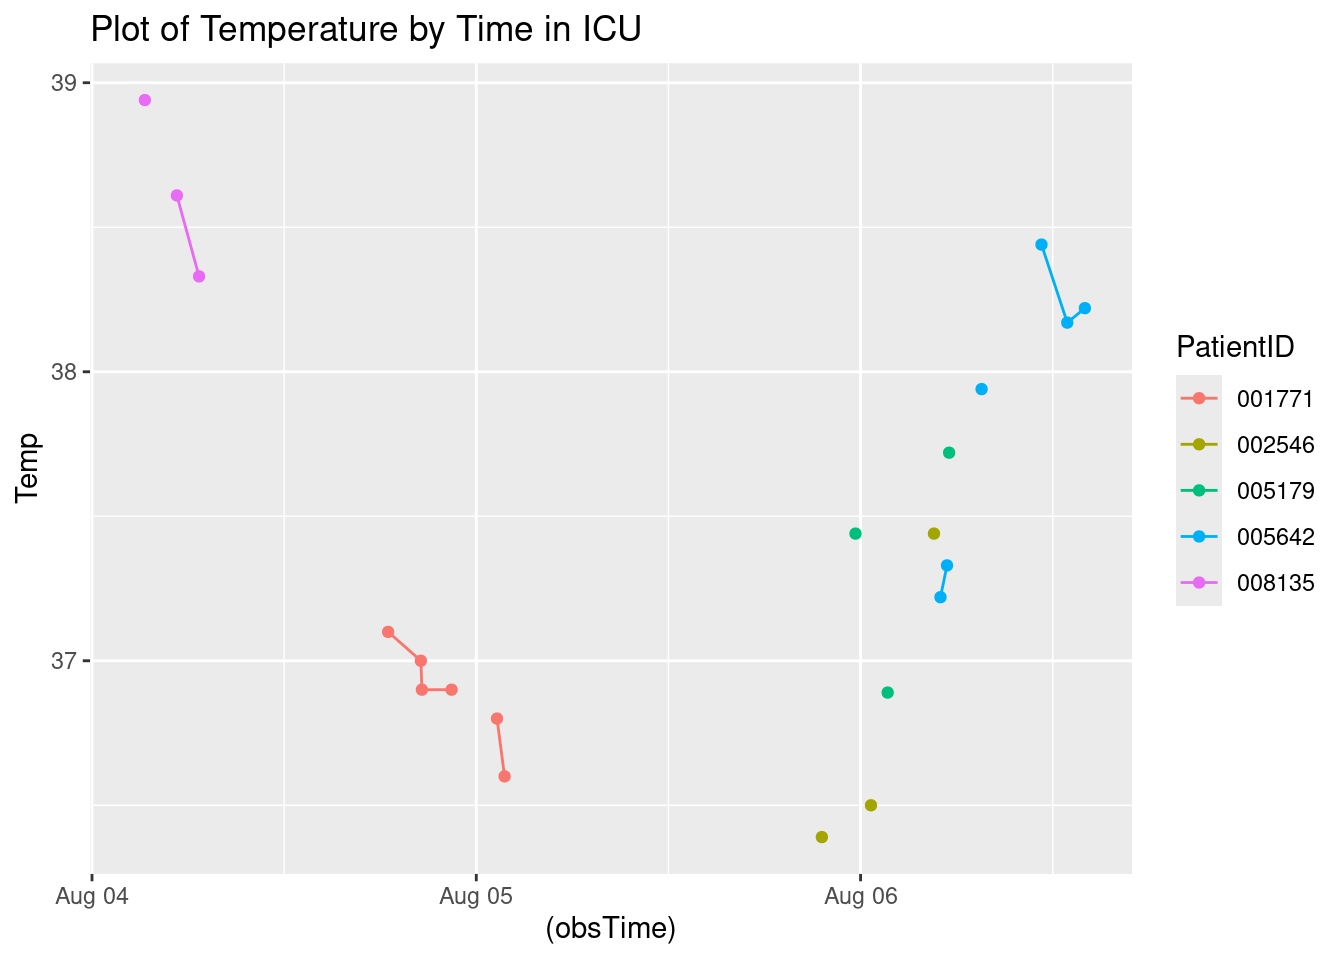 Plot of Temperature by Time in ICU
39
38
37
Temp
Aug 04
Aug 05
Aug 06
(obsTime)
PatientID
001771
002546
005179
005642
008135